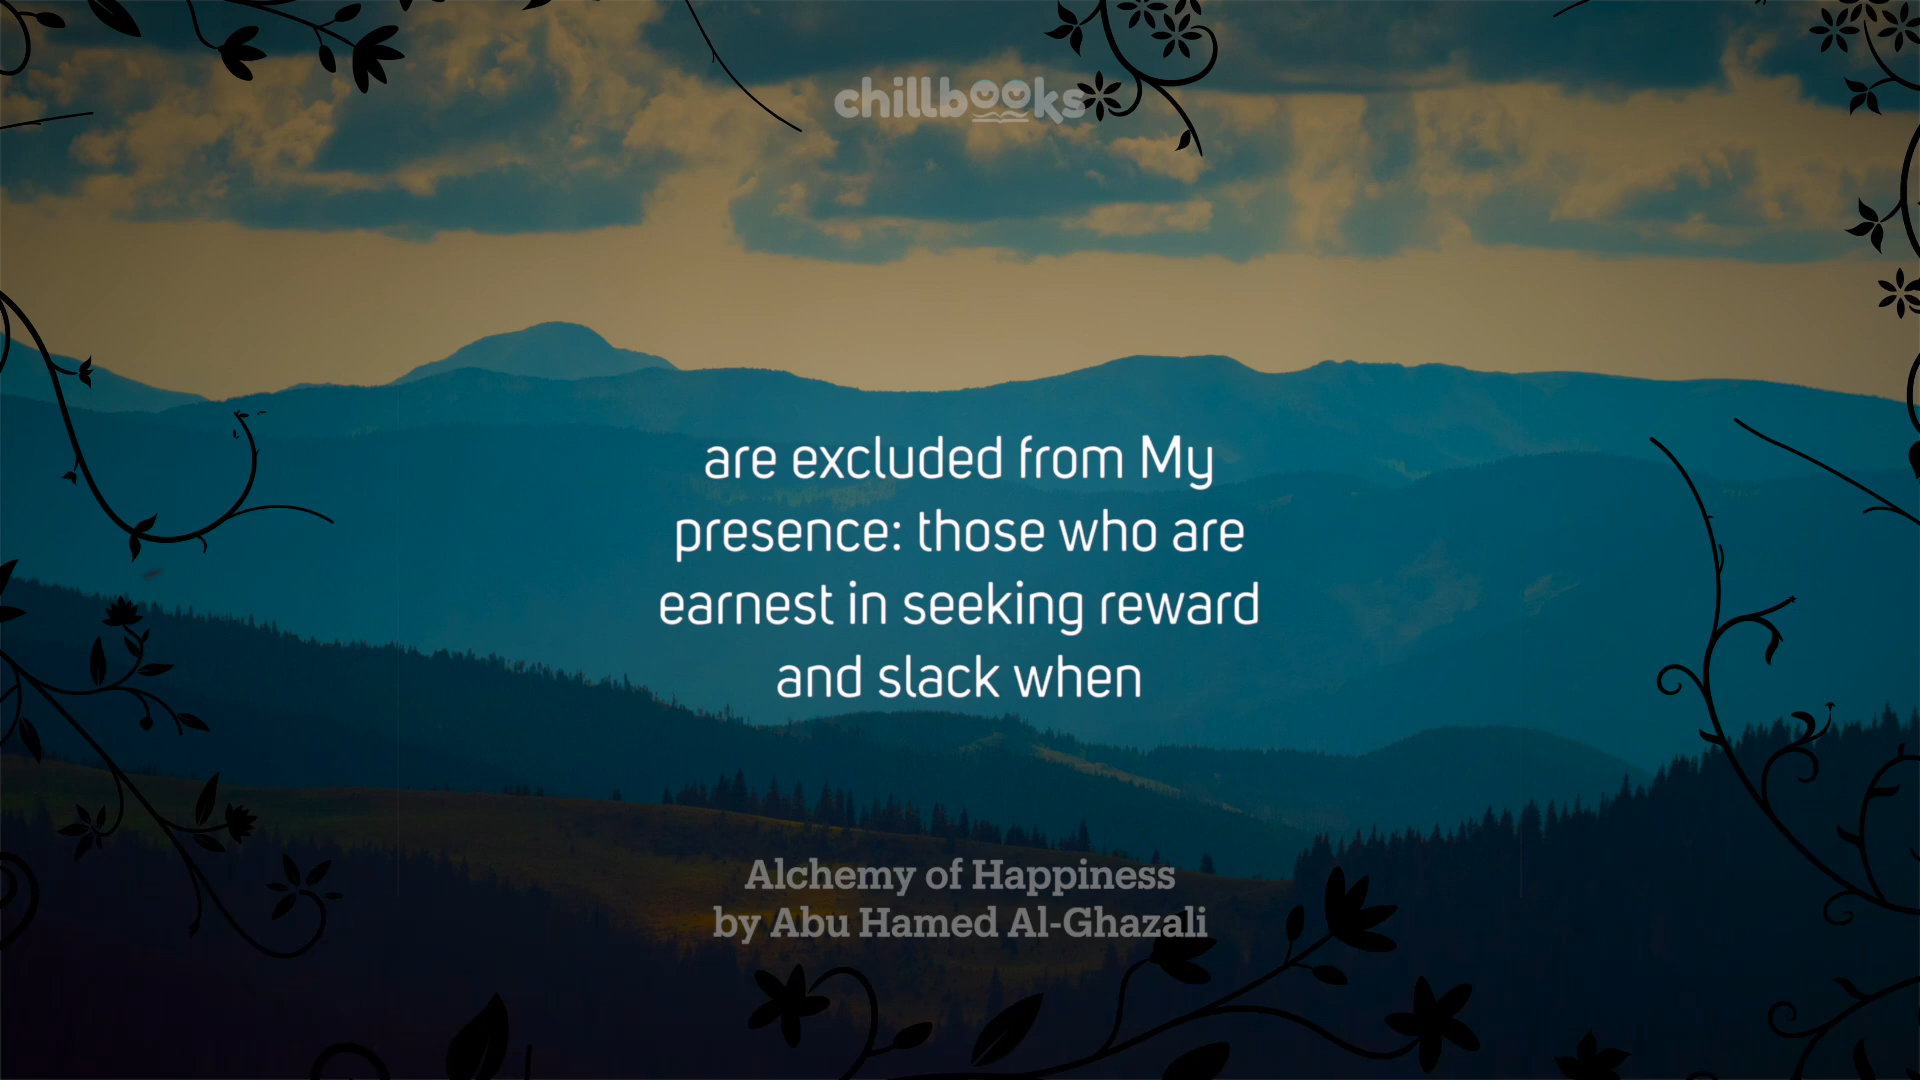 chillbooks
are excluded from My
presence: those who are
earnest in seeking reward
and slack when
Alchemy of Happiness
by Abu Hamed Al-Ghazali